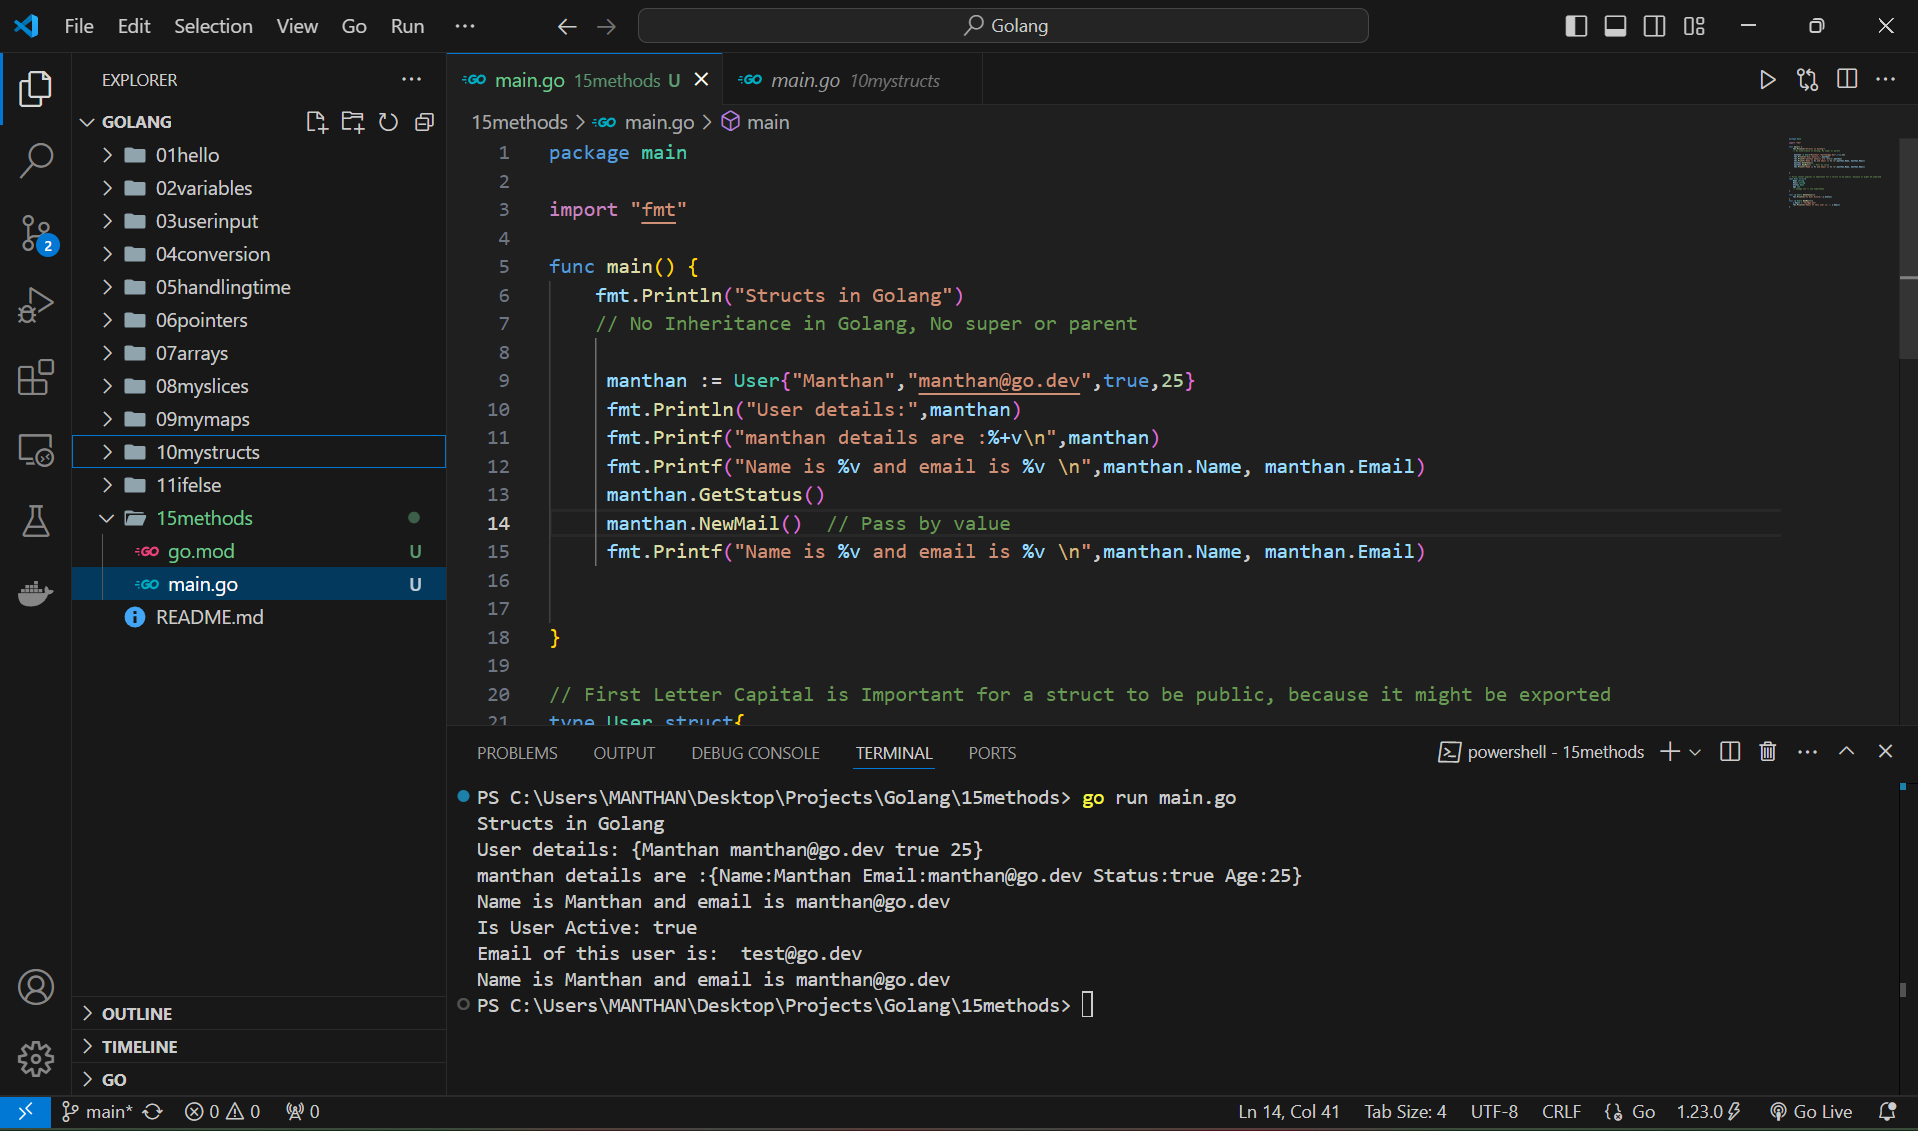 File Edit Selection View Go Run ··· Golang
EXPLORER
GOLANG
01hello
02variables
03userinput
04conversion
05handlingtime
06pointers
07arrays
08myslices
09mymaps
10mystructs
11ifelse
15methods
go.mod U
main.go U
README.md
OUTLINE
TIMELINE
GO
2
main.go 15methods U main.go 10mystructs
15methods > main.go > main
1 package main
2
3 import "fmt"
4
5 func main() {
6 fmt.Println("Structs in Golang")
7 // No Inheritance in Golang, No super or parent
8
9 manthan := User{"Manthan","manthan@go.dev",true,25}
10 fmt.Println("User details:",manthan)
11 fmt.Printf("manthan details are :%+v\n",manthan)
12 fmt.Printf("Name is %v and email is %v \n",manthan.Name, manthan.Email)
13 manthan.GetStatus()
14 manthan.NewMail() // Pass by value
15 fmt.Printf("Name is %v and email is %v \n",manthan.Name, manthan.Email)
16
17
18 }
19
20 // First Letter Capital is Important for a struct to be public, because it might be exported
21 type User struct{
PROBLEMS OUTPUT DEBUG CONSOLE TERMINAL PORTS powershell - 15methods
PS C:\Users\MANTHAN\Desktop\Projects\Golang\15methods> go run main.go
Structs in Golang
User details: {Manthan manthan@go.dev true 25}
manthan details are :{Name:Manthan Email:manthan@go.dev Status:true Age:25}
Name is Manthan and email is manthan@go.dev
Is User Active: true
Email of this user is:  test@go.dev
Name is Manthan and email is manthan@go.dev
PS C:\Users\MANTHAN\Desktop\Projects\Golang\15methods>
main* 0 0 0 Ln 14, Col 41 Tab Size: 4 UTF-8 CRLF Go 1.23.0 Go Live